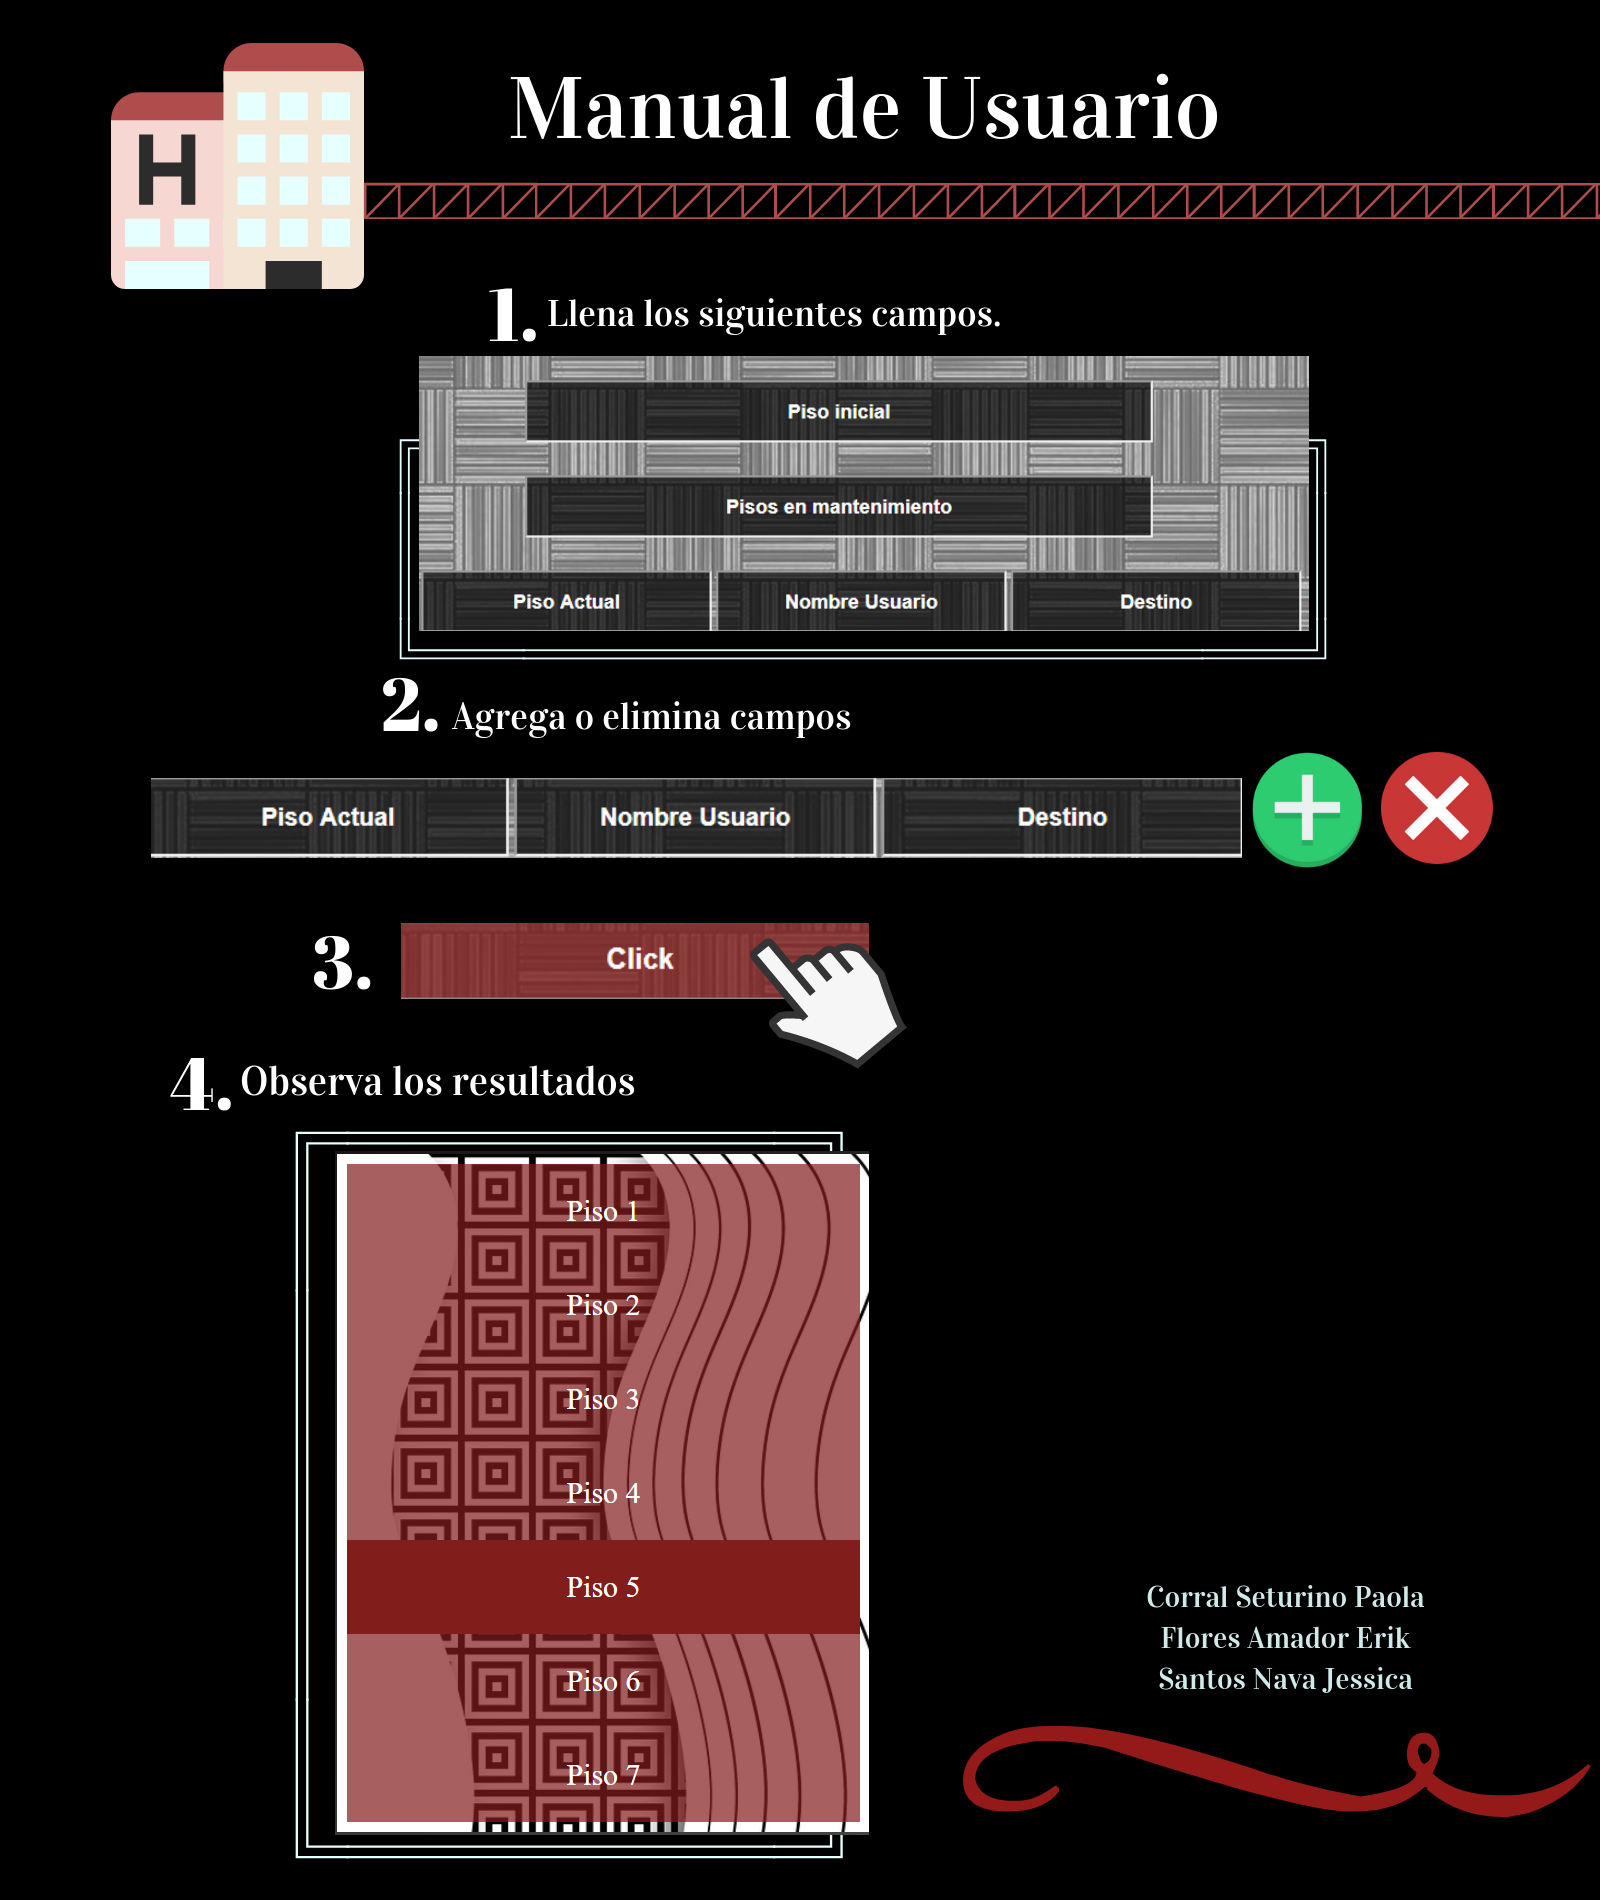 H
Manual de Usuario
1. Llena los siguientes campos.
Piso inicial
Pisos en mantenimiento
Piso Actual Nombre Usuario Destino
2. Agrega o elimina campos
Piso Actual Nombre Usuario Destino
3. Click
4. Observa los resultados
Piso 1
Piso 2
Piso 3
Piso 4
Piso 5
Piso 6
Piso 7
Corral Seturino Paola
Flores Amador Erik
Santos Nava Jessica